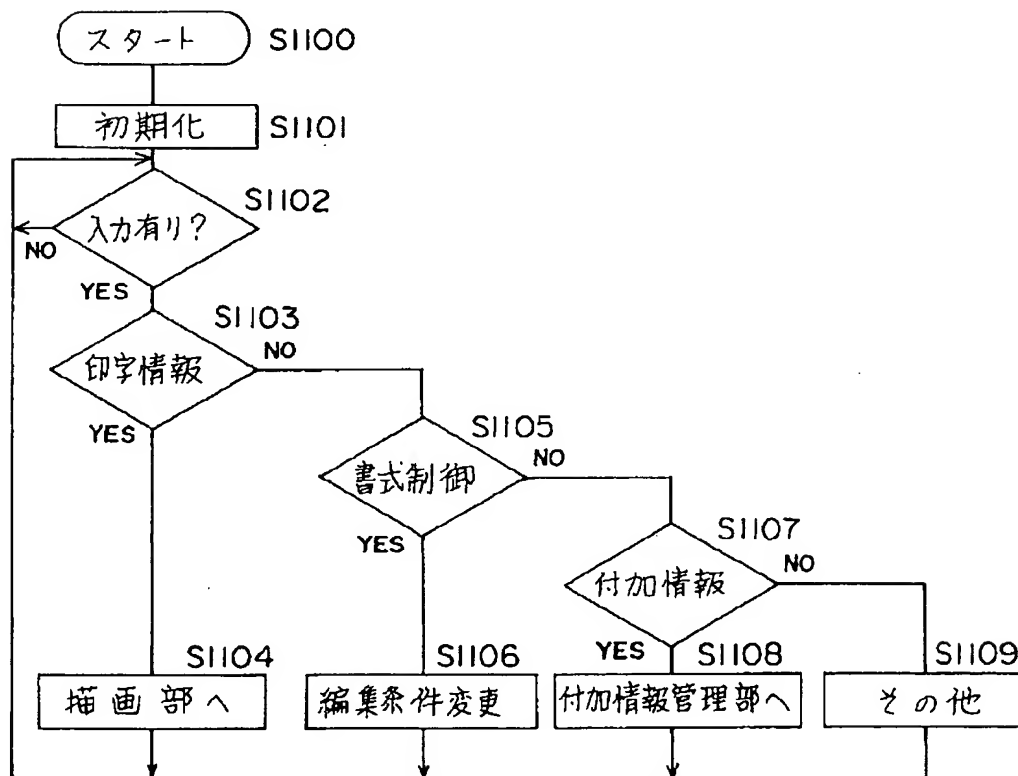 スタート S1100
初期化 S1101
S1102
入力有り?
NO
YES
S1103
印字情報
NO
YES
S1105
書式制御
NO
YES
S1107
付加情報
NO
YES
S1104
描画部へ
S1106
編集条件変更
S1108
付加情報管理部へ
S1109
その他